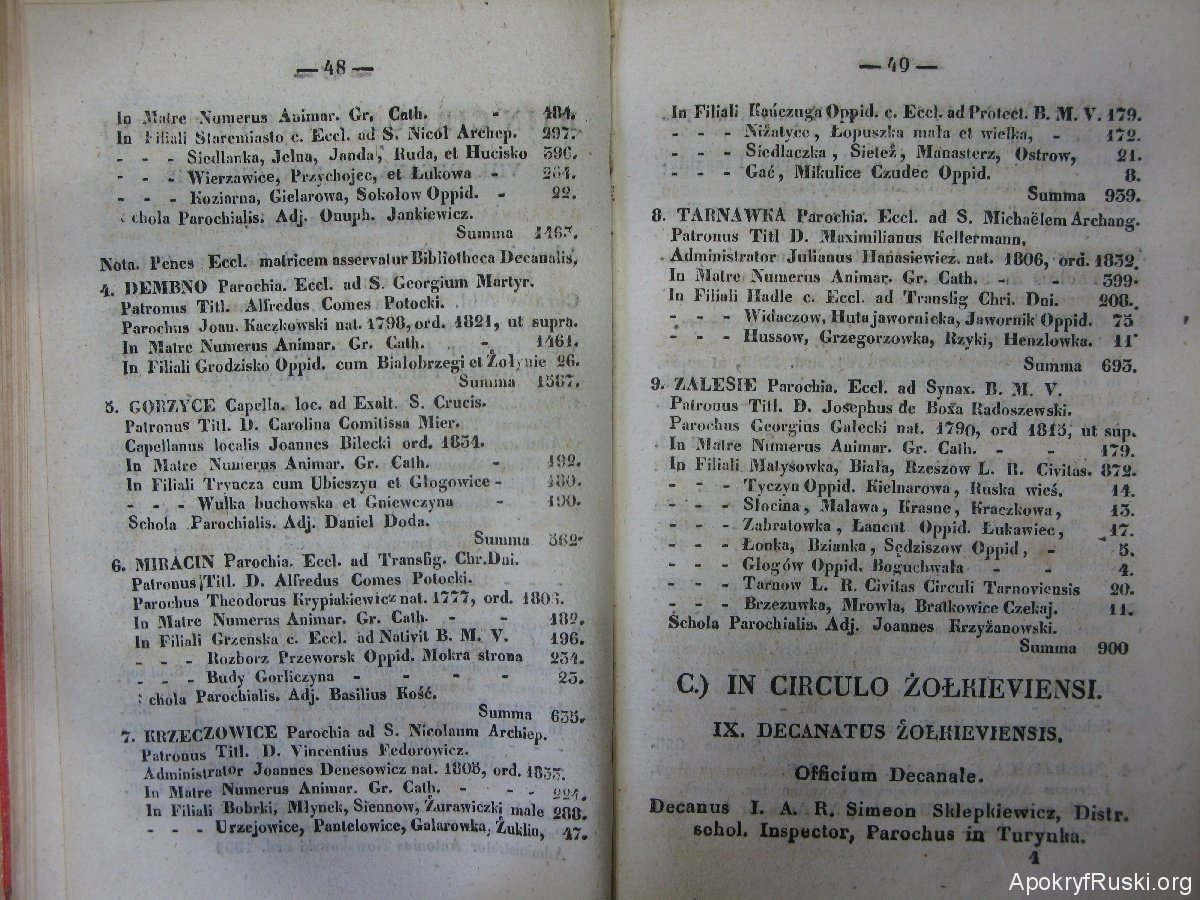 — 48 —
In Matre Numerus Animar. Gr. Cath. - 484.
In Filiali Staremiasto c. Eccl. ad S. Nicol Archep. 297.
- - - Siedlanka, Jelna, Janda, Ruda, et Hucisko 396.
- - - Wierzawice, Przychojec, et Łukowa - 264.
- - - Koziarna, Gielarowa, Sokołow Oppid. - 22.
Schola Parochialis. Adj. Onuph. Jankiewicz.
Summa 1463.
Nota. Penes Eccl. matricem asservatur Bibliotheca Decanalis.
4. DEMBNO Parochia. Eccl. ad S. Georgium Martyr.
Patronus Titl. Alfredus Comes Potocki.
Parochus Joan. Kaczkowski nat. 1798, ord. 1821, ut supra.
In Matre Numerus Animar. Gr. Cath. - 1461.
In Filiali Grodzisko Oppid. cum Białobrzegi et Żołynie 26.
Summa 1587.
5. GORZYCE Capella. loc. ad Exalt. S. Crucis.
Patronus Titl. D. Carolina Comitissa Mier.
Capellanus localis Joannes Bilecki ord. 1834.
In Matre Numerus Animar. Gr. Cath. - 192.
In Filiali Tryncza cum Ubieszyn et Głogowice - 180.
- - - Wulka buchowska et Gniewczyna - 190.
Schola Parochialis. Adj. Daniel Doda.
Summa 562.
6. MIRACIN Parochia. Eccl. ad Transfig. Chr. Dni.
Patronus Titl. D. Alfredus Comes Potocki.
Parochus Theodorus Krypiakiewicz nat. 1777, ord. 1803.
In Matre Numerus Animar. Gr. Cath. - - 182.
In Filiali Grzenska c. Eccl. ad Nativit B. M. V. 196.
- - - Rozborz Przeworsk Oppid. Mokra strona 234.
- - - Budy Gorliczyna - - - - 23.
Schola Parochialis. Adj. Basilius Kość.
Summa 635.
7. KRZECZOWICE Parochia ad S. Nicolaum Archiep.
Patronus Titl. D. Vincentius Fedorowicz.
Administrator Joannes Denesowicz nat. 1805, ord. 1833.
In Matre Numerus Animar. Gr. Cath. - - 224.
In Filiali Bobrki, Młynek, Siennow, Żurawiczki małe 288.
- - - Urzejowice, Pantelowice, Galarowka, Żuklin, 47.
— 49 —
In Filiali Kańczuga Oppid. c. Eccl. ad Protect. B. M. V. 179.
- - - Niżatyce, Łopuszka mała et wielka, - 172.
- - - Siedlaczka, Sietež, Manasterz, Ostrow, 21.
- - - Gać, Mikulice Czudec Oppid. 8.
Summa 939.
8. TARNAWKA Parochia. Eccl. ad S. Michaëlem Archang.
Patronus Titl D. Maximilianus Kellermann,
Administrator Julianus Hanasiewicz. nat. 1806, ord. 1832.
In Matre Numerus Animar. Gr. Cath. - - 399.
In Filiali Hadle c. Eccl. ad Transfig Chri. Dni. 208.
- - - Widaczow, Huta jawornicka, Jawornik Oppid. 75
- - - Hussow, Grzegorzowka, Rzyki, Henzlowka. 11
Summa 693.
9. ZALESIE Parochia. Eccl. ad Synax. B. M. V.
Patronus Titl. D. Josephus de Boxa Radoszewski.
Parochus Georgius Gałecki nat. 1790, ord 1815, ut sup.
In Matre Numerus Animar. Gr. Cath. - - 179.
In Filiali Matysowka, Biała, Rzeszow L. R. Civitas. 872.
- - - Tyczyn Oppid. Kielnarowa, Ruska wieś. 14.
- - - Słocina, Malawa, Krasne, Kraczkowa, 13.
- - - Zabratowka, Łancut Oppid. Łukawiec, 17.
- - - Łonka, Bzianka, Sędziszow Oppid, - 5.
- - - Głogów Oppid. Boguchwała - - 4.
- - - Tarnow L. R. Civitas Circuli Tarnoviensis 20.
- - - Brzezuwka, Mrowla, Bratkowice Czekaj. 11.
Schola Parochialis. Adj. Joannes Krzyżanowski.
Summa 900
C.) IN CIRCULO ŻOŁKIEVIENSI.
IX. DECANATUS ŻOŁKIEVIENSIS.
Officium Decanale.
Decanus I. A. R. Simeon Sklepkiewicz, Distr.
schol. Inspector, Parochus in Turynka.
4
ApokryfRuski.org